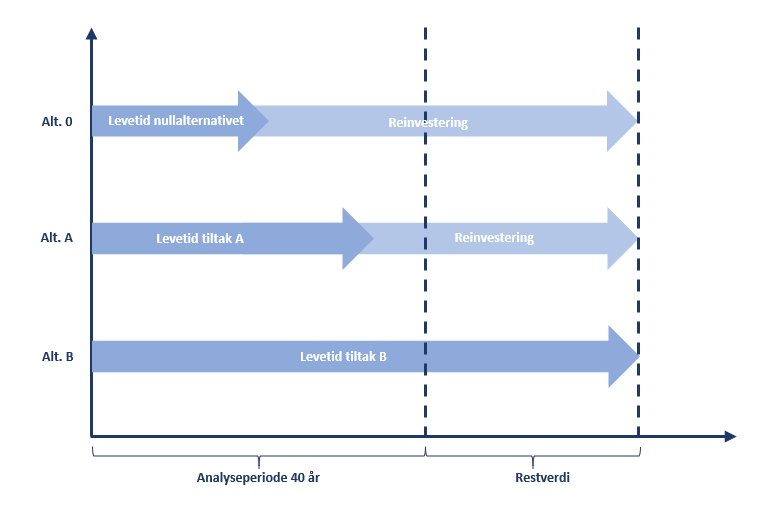 Alt. 0
Levetid nullalternativet
Reinvestering
Alt. A
Levetid tiltak A
Reinvestering
Alt. B
Levetid tiltak B
Analyseperiode 40 år
Restverdi